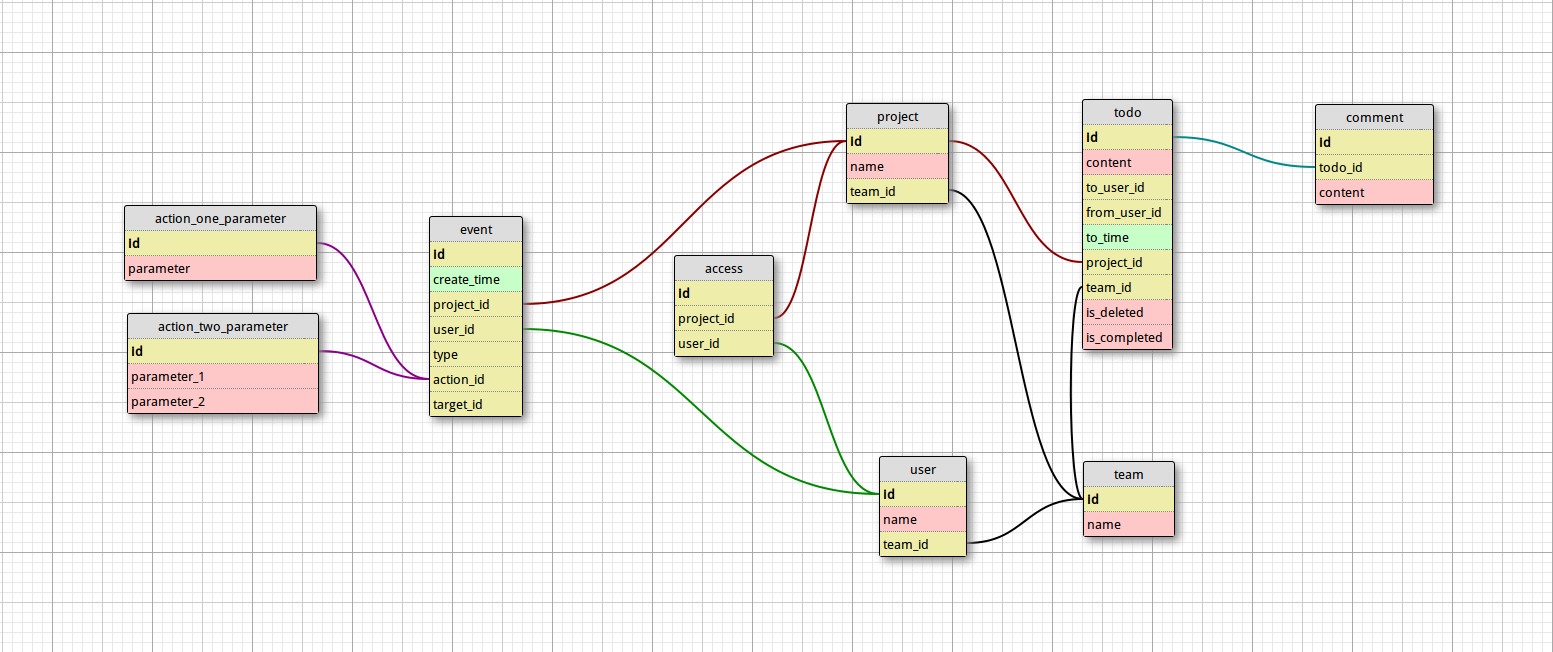 action_one_parameter
Id
parameter
action_two_parameter
Id
parameter_1
parameter_2
event
Id
create_time
project_id
user_id
type
action_id
target_id
access
Id
project_id
user_id
project
Id
name
team_id
user
Id
name
team_id
todo
Id
content
to_user_id
from_user_id
to_time
project_id
team_id
is_deleted
is_completed
team
Id
name
comment
Id
todo_id
content